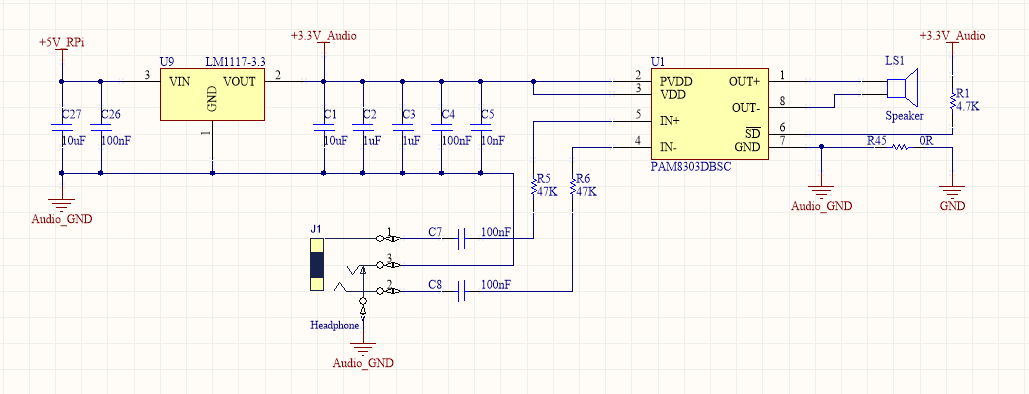 +5V_RPi
+3.3V_Audio
+3.3V_Audio
U9 LM1117-3.3
3 VIN VOUT 2
GND
1
C27
10uF
C26
100nF
C1
10uF
C2
1uF
C3
1uF
C4
100nF
C5
10nF
U1
2 PVDD OUT+ 1
3 VDD
OUT- 8
5 IN+
SD 6
4 IN- GND 7
PAM8303DBSC
LS1
Speaker
R1
4.7K
R45 0R
Audio_GND
GND
Audio_GND
R5
47K
R6
47K
J1
1 C7 100nF
3
2 C8 100nF
Headphone
Audio_GND